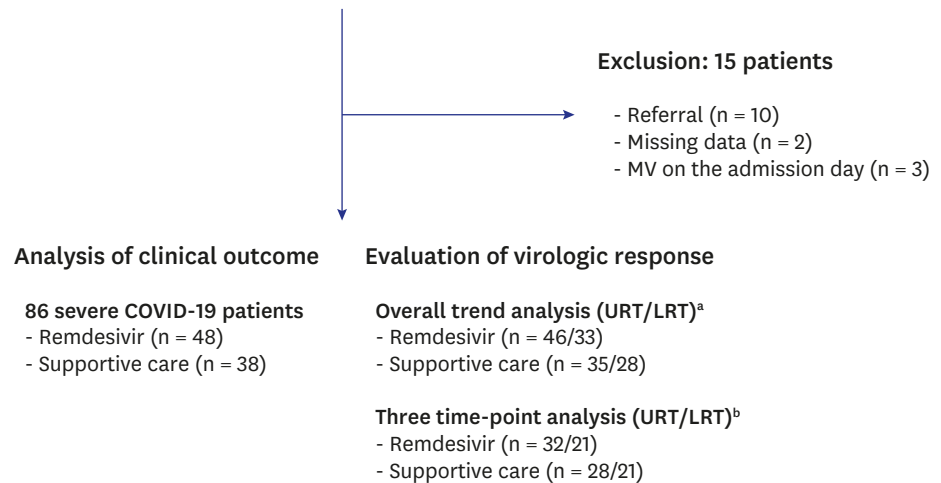 Exclusion: 15 patients
- Referral (n = 10)
- Missing data (n = 2)
- MV on the admission day (n = 3)
Analysis of clinical outcome
86 severe COVID-19 patients
- Remdesivir (n = 48)
- Supportive care (n = 38)
Evaluation of virologic response
Overall trend analysis (URT/LRT)ᵃ
- Remdesivir (n = 46/33)
- Supportive care (n = 35/28)
Three time-point analysis (URT/LRT)ᵇ
- Remdesivir (n = 32/21)
- Supportive care (n = 28/21)